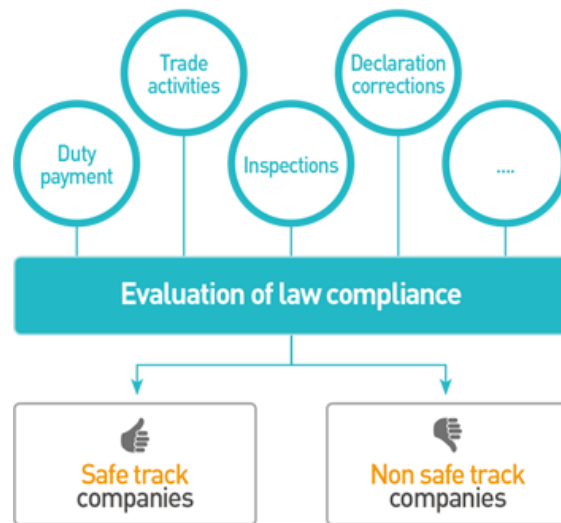 Trade
activities
Declaration
corrections
Duty
payment
Inspections
....
Evaluation of law compliance
Safe track
companies
Non safe track
companies